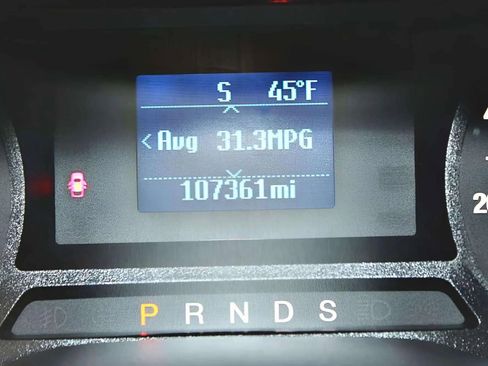 S 45°F
< Avg 31.3MPG
107361mi
P R N D S